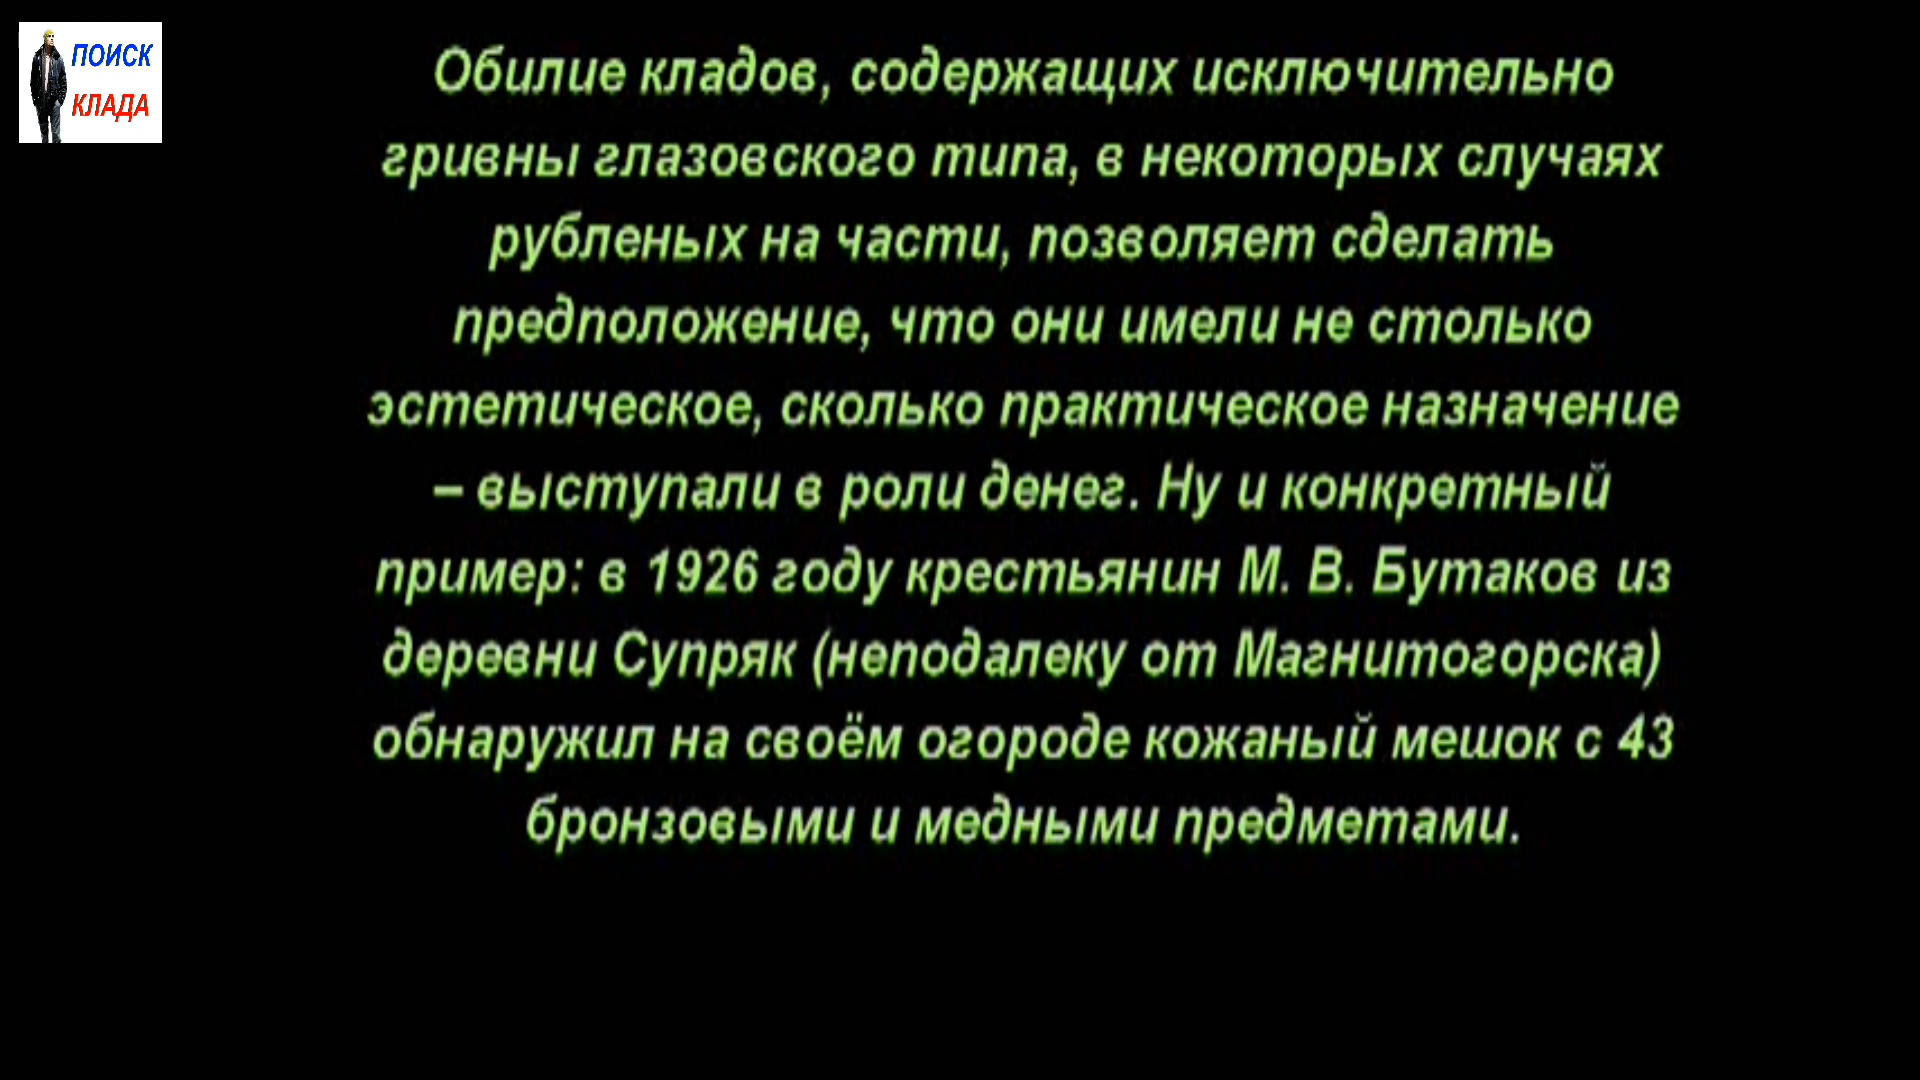 ПОИСК
КЛАДА
Обилие кладов, содержащих исключительно
гривны глазовского типа, в некоторых случаях
рубленых на части, позволяет сделать
предположение, что они имели не столько
эстетическое, сколько практическое назначение
– выступали в роли денег. Ну и конкретный
пример: в 1926 году крестьянин М. В. Бутаков из
деревни Супряк (неподалеку от Магнитогорска)
обнаружил на своём огороде кожаный мешок с 43
бронзовыми и медными предметами.